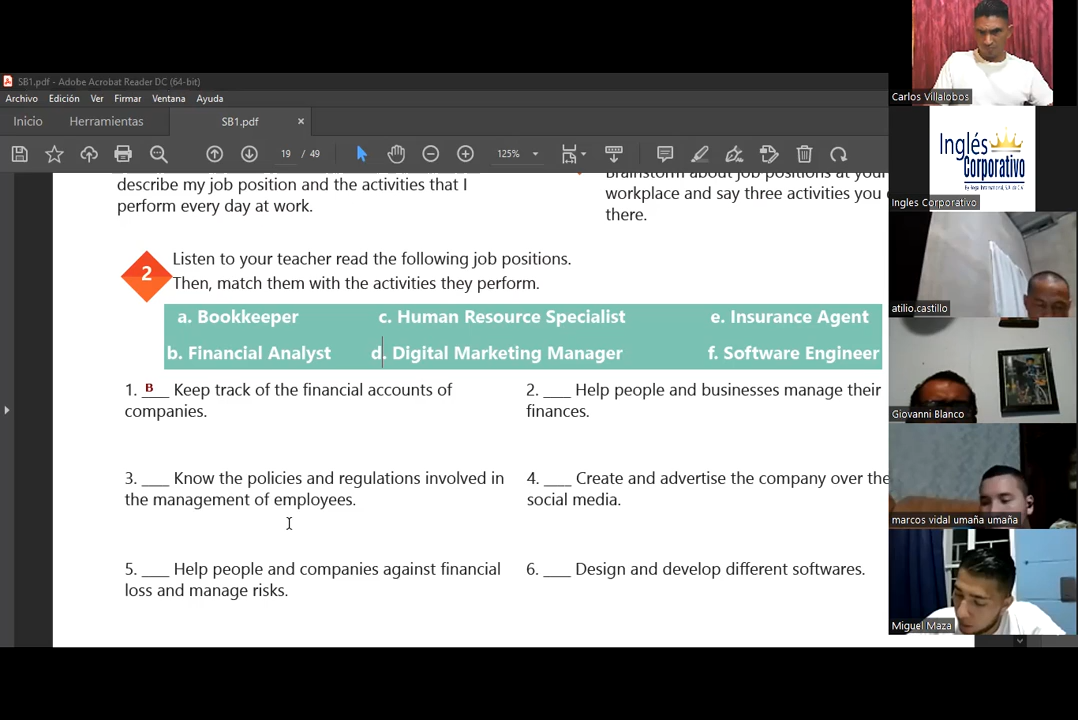 SB1.pdf - Adobe Acrobat Reader DC (64-bit)
Archivo Edición Ver Firmar Ventana Ayuda
Inicio Herramientas SB1.pdf ×
19 / 49 125%
describe my job position and the activities that I
perform every day at work.
brainstorm about job positions at your
workplace and say three activities you
there.
2
Listen to your teacher read the following job positions.
Then, match them with the activities they perform.
a. Bookkeeper c. Human Resource Specialist e. Insurance Agent
b. Financial Analyst d. Digital Marketing Manager f. Software Engineer
1. B Keep track of the financial accounts of
companies.
2. ___ Help people and businesses manage their
finances.
3. ___ Know the policies and regulations involved in
the management of employees.
4. ___ Create and advertise the company over the
social media.
5. ___ Help people and companies against financial
loss and manage risks.
6. ___ Design and develop different softwares.
Carlos Villalobos
Inglés
Corporativo
Ingles Corporativo
atilio.castillo
Giovanni Blanco
marcos vidal umaña umaña
Miguel Maza